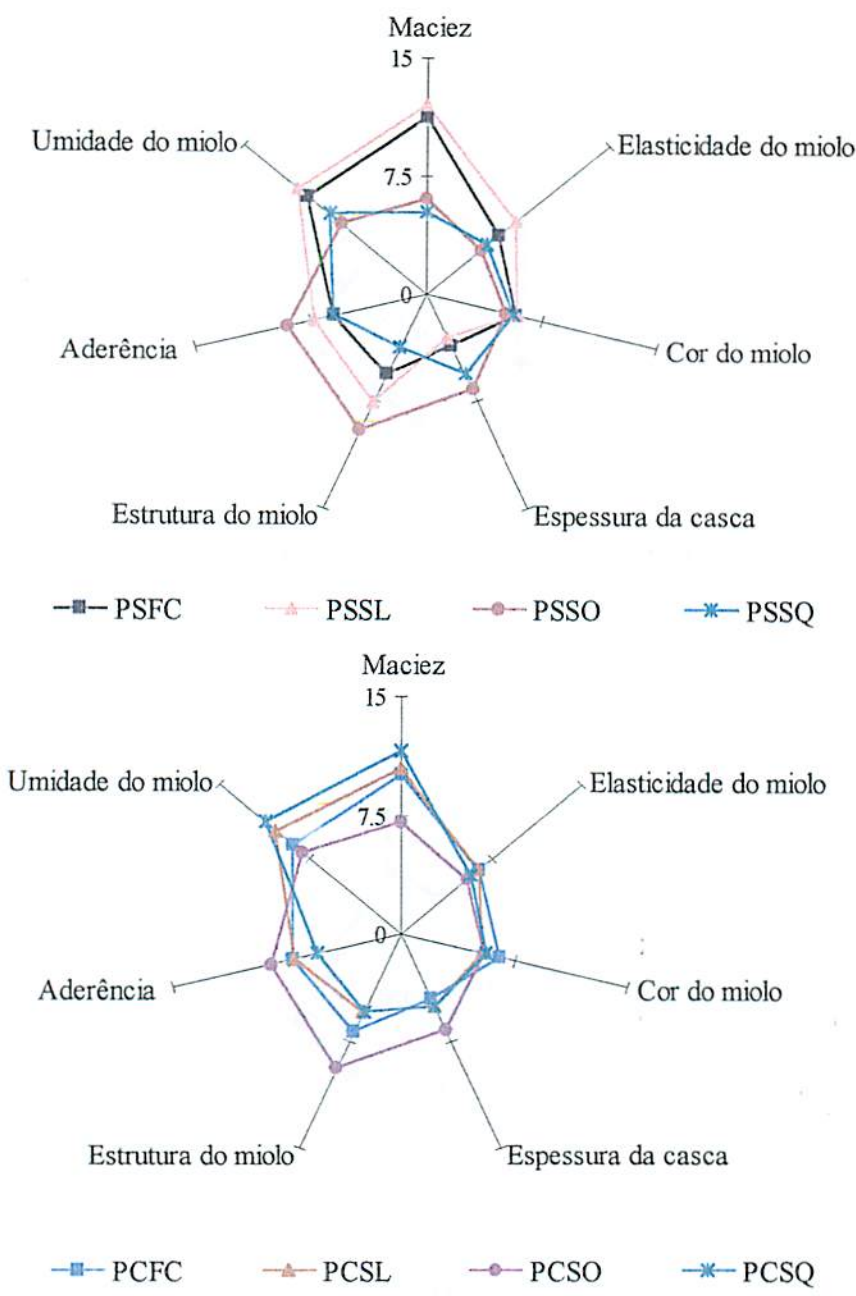 Maciez
15
Umidade do miolo
Elasticidade do miolo
7.5
0
Aderência
Cor do miolo
Estrutura do miolo
Espessura da casca
PSFC PSSL PSSO PSSQ
Maciez
15
Umidade do miolo
Elasticidade do miolo
7.5
0
Aderência
Cor do miolo
Estrutura do miolo
Espessura da casca
PCFC PCSL PCSO PCSQ